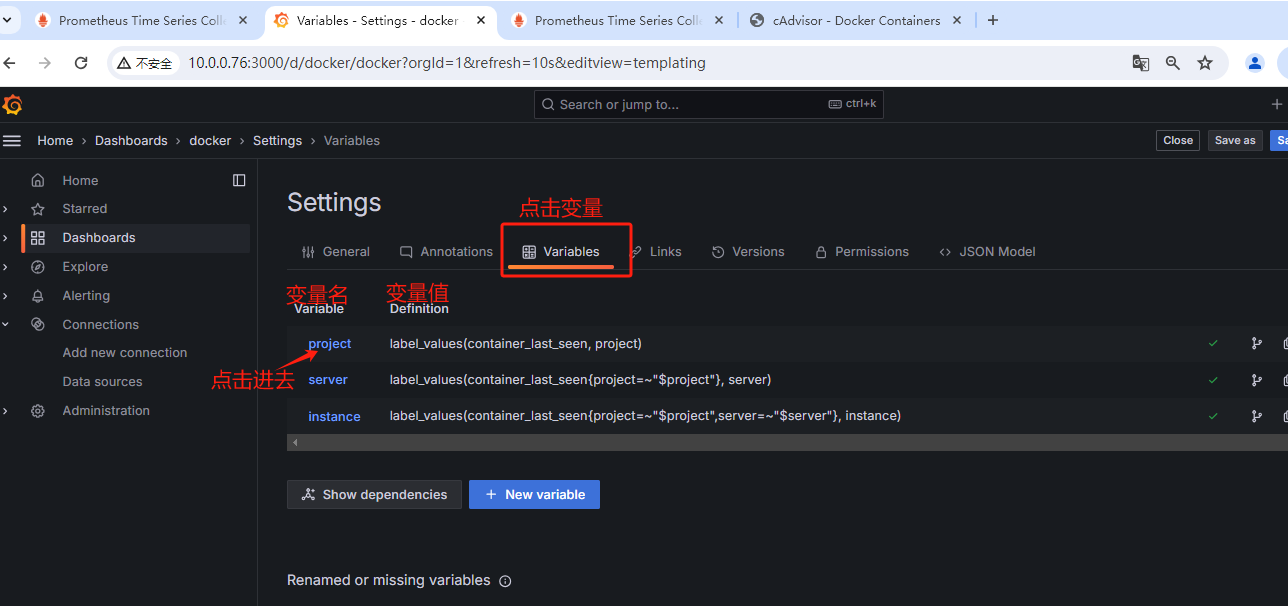 Prometheus Time Series Coll
Variables - Settings - docker
Prometheus Time Series Coll
cAdvisor - Docker Containers
不安全
10.0.0.76:3000/d/docker/docker?orgId=1&refresh=10s&editview=templating
Search or jump to...
ctrl+k
Home › Dashboards › docker › Settings › Variables
Close
Save as
Sa
Home
Starred
Dashboards
Explore
Alerting
Connections
Add new connection
Data sources
Administration
Settings
点击变量
General
Annotations
Variables
Links
Versions
Permissions
JSON Model
变量名
变量值
Variable
Definition
project
label_values(container_last_seen, project)
点击进去
server
label_values(container_last_seen{project=~"$project"}, server)
instance
label_values(container_last_seen{project=~"$project",server=~"$server"}, instance)
Show dependencies
New variable
Renamed or missing variables